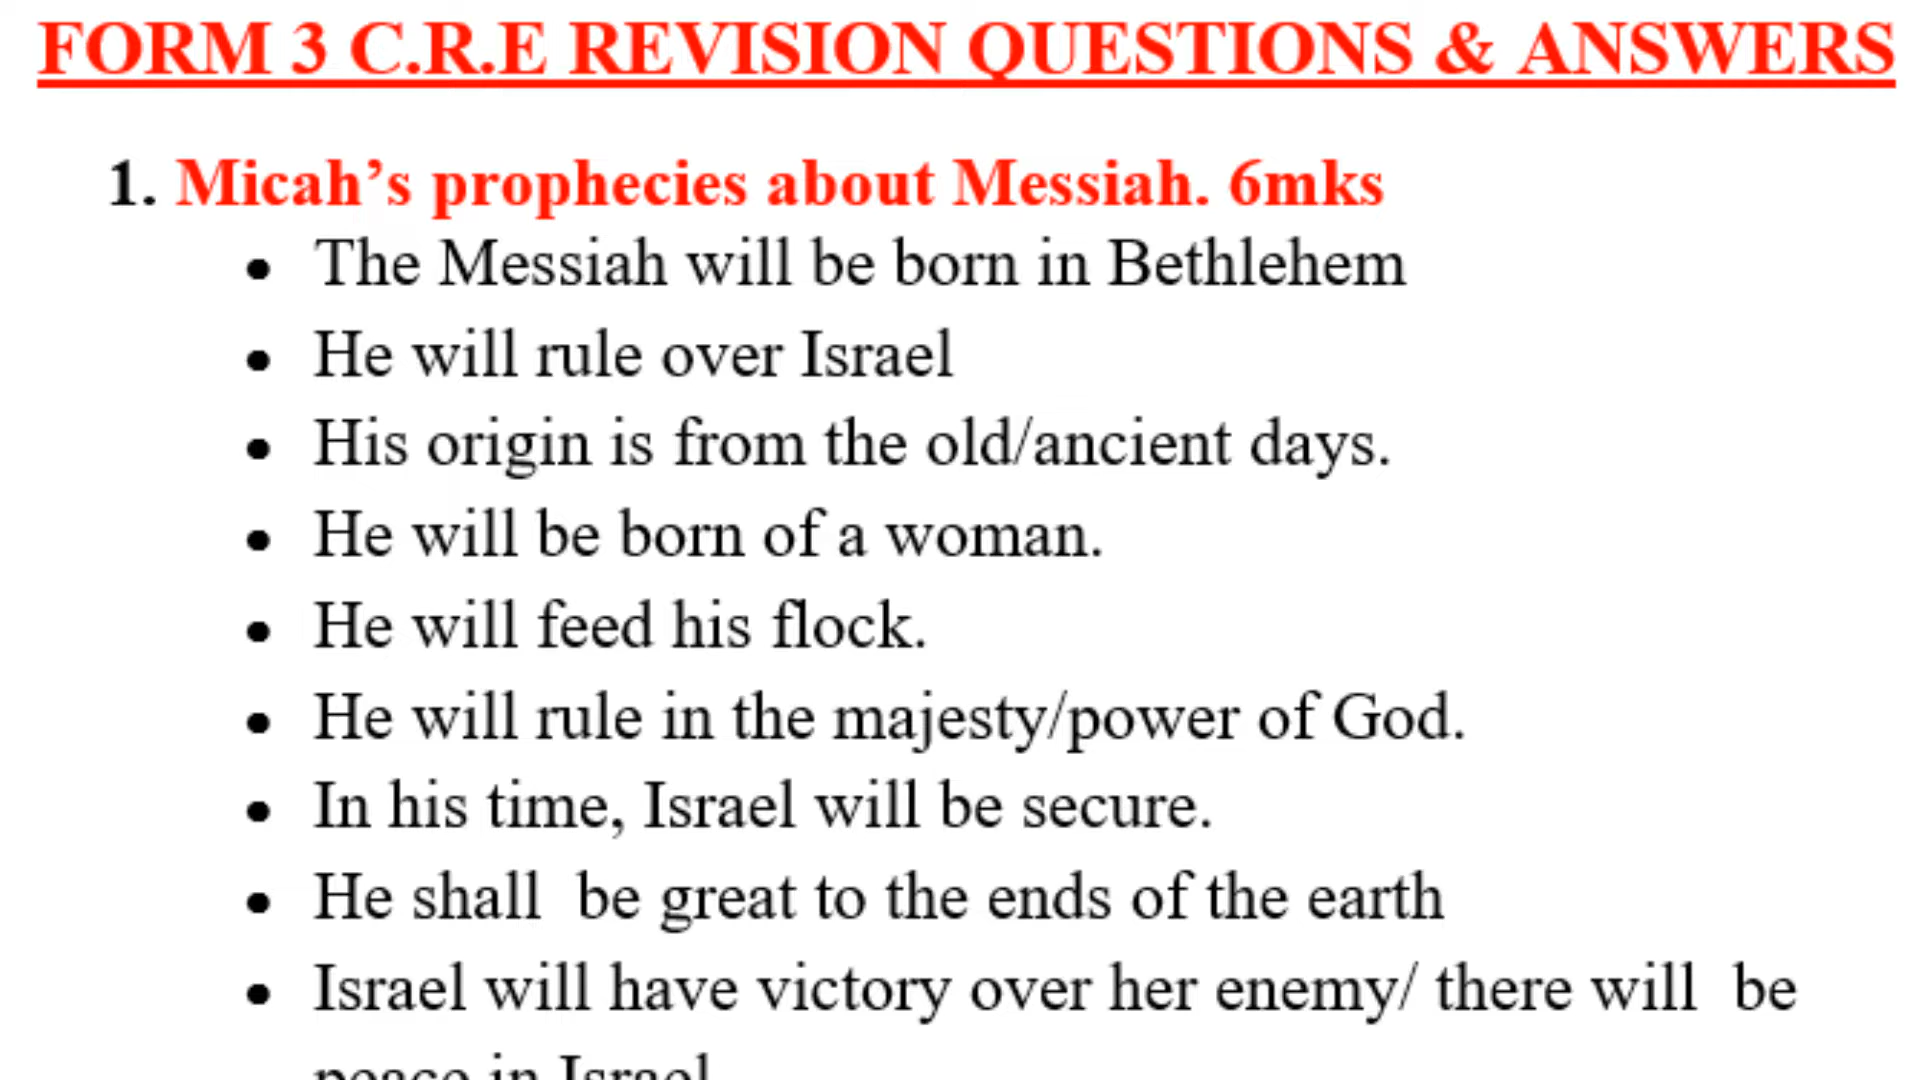 FORM 3 C.R.E REVISION QUESTIONS & ANSWERS
1. Micah’s prophecies about Messiah. 6mks
• The Messiah will be born in Bethlehem
• He will rule over Israel
• His origin is from the old/ancient days.
• He will be born of a woman.
• He will feed his flock.
• He will rule in the majesty/power of God.
• In his time, Israel will be secure.
• He shall  be great to the ends of the earth
• Israel will have victory over her enemy/ there will  be
peace in Israel